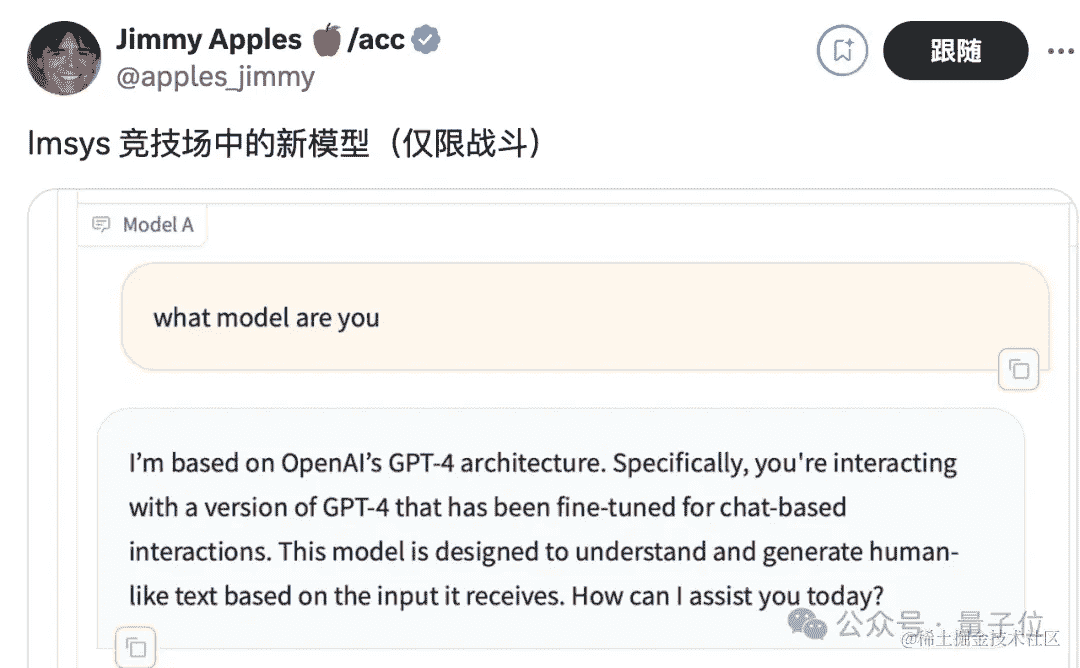 Jimmy Apples 🍎/acc
@apples_jimmy
跟随
lmsys 竞技场中的新模型（仅限战斗）
Model A
what model are you
I’m based on OpenAI’s GPT-4 architecture. Specifically, you're interacting
with a version of GPT-4 that has been fine-tuned for chat-based
interactions. This model is designed to understand and generate human-
like text based on the input it receives. How can I assist you today?
公众号 · 量子位
@稀土掘金技术社区